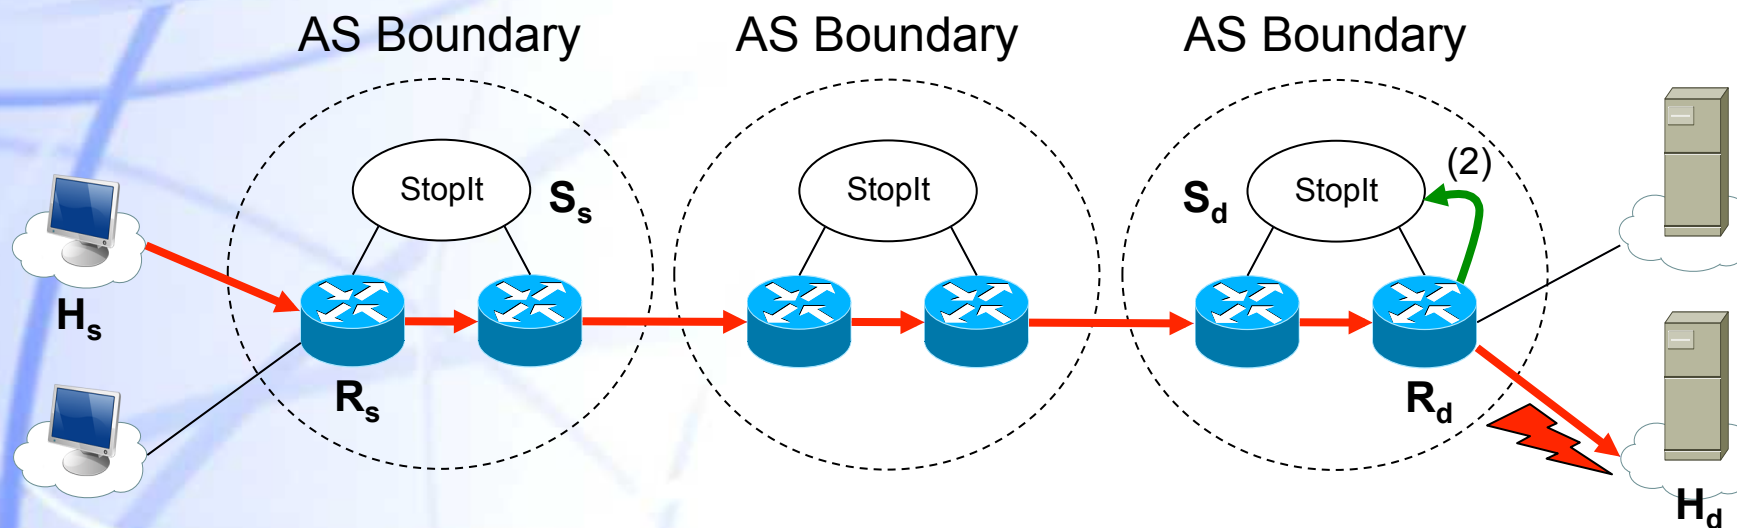 AS Boundary AS Boundary AS Boundary
(2)
StopIt StopIt StopIt
Ss Sd
Hs
Rs Rd
Hd